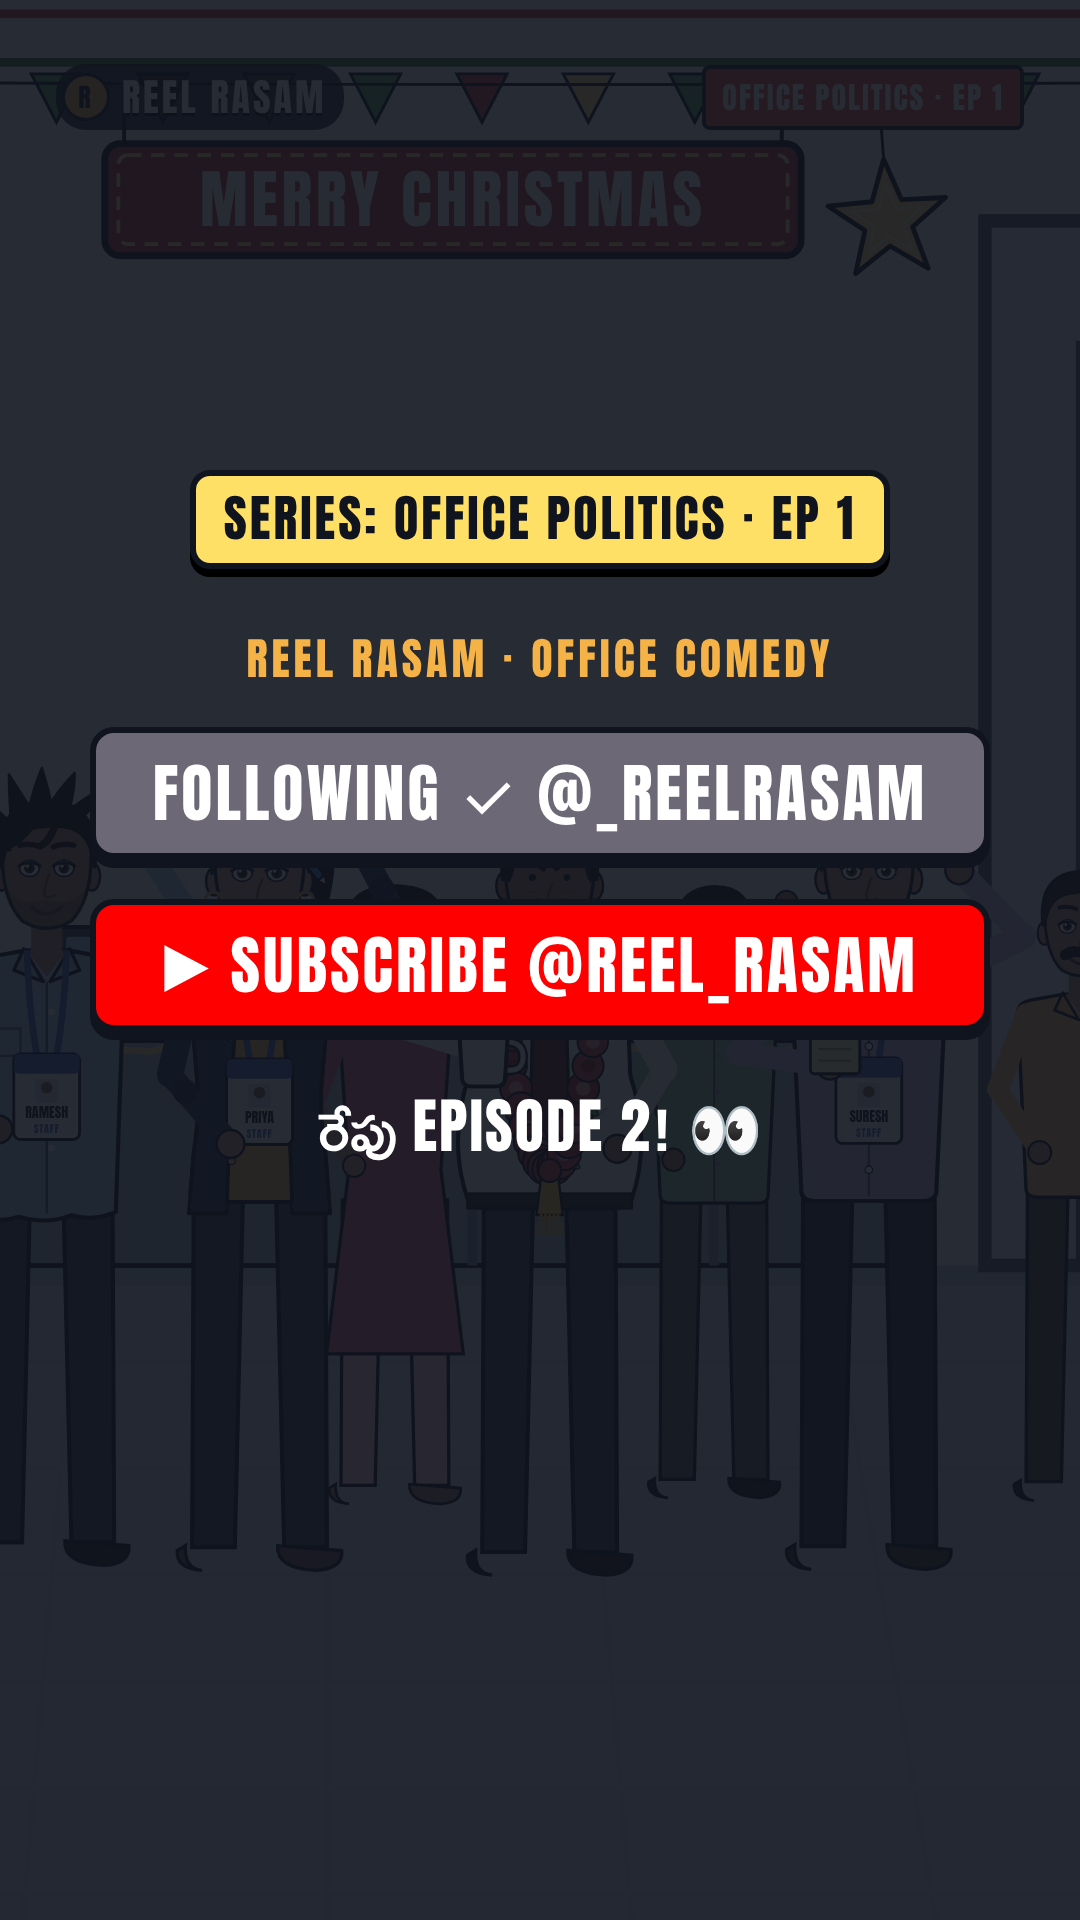 R REEL RASAM
OFFICE POLITICS · EP 1
MERRY CHRISTMAS
SERIES: OFFICE POLITICS · EP 1
REEL RASAM · OFFICE COMEDY
FOLLOWING ✓ @_REELRASAM
▶ SUBSCRIBE @REEL_RASAM
RAMESH
STAFF
PRIYA
STAFF
SURESH
STAFF
రేపు EPISODE 2! 👀